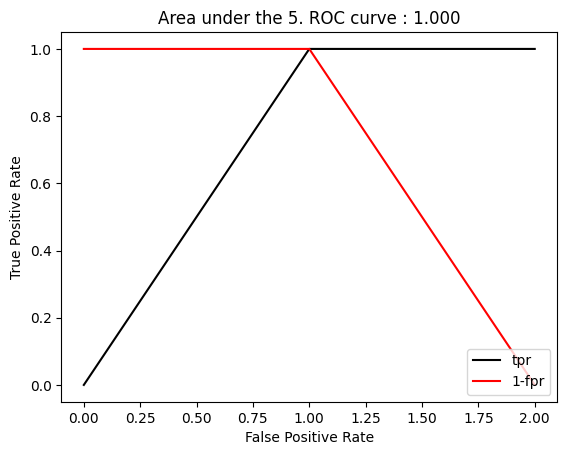 Area under the 5. ROC curve : 1.000
1.0
0.8
0.6
0.4
0.2
0.0
True Positive Rate
tpr
1-fpr
0.00 0.25 0.50 0.75 1.00 1.25 1.50 1.75 2.00
False Positive Rate